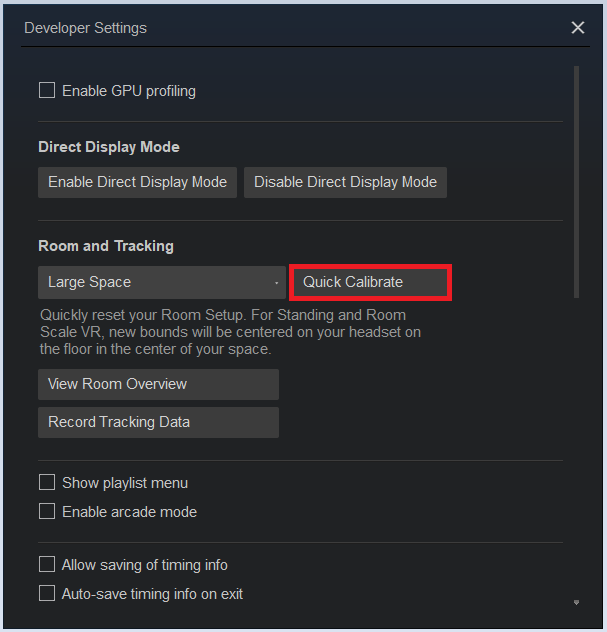 Developer Settings
Enable GPU profiling
Direct Display Mode
Enable Direct Display Mode
Disable Direct Display Mode
Room and Tracking
Large Space
Quick Calibrate
Quickly reset your Room Setup. For Standing and Room
Scale VR, new bounds will be centered on your headset on
the floor in the center of your space.
View Room Overview
Record Tracking Data
Show playlist menu
Enable arcade mode
Allow saving of timing info
Auto-save timing info on exit